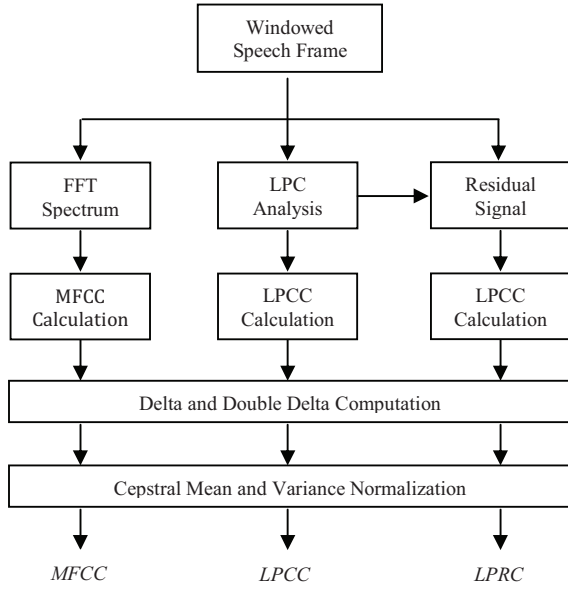 Windowed
Speech Frame
FFT
Spectrum
LPC
Analysis
Residual
Signal
MFCC
Calculation
LPCC
Calculation
LPCC
Calculation
Delta and Double Delta Computation
Cepstral Mean and Variance Normalization
MFCC
LPCC
LPRC